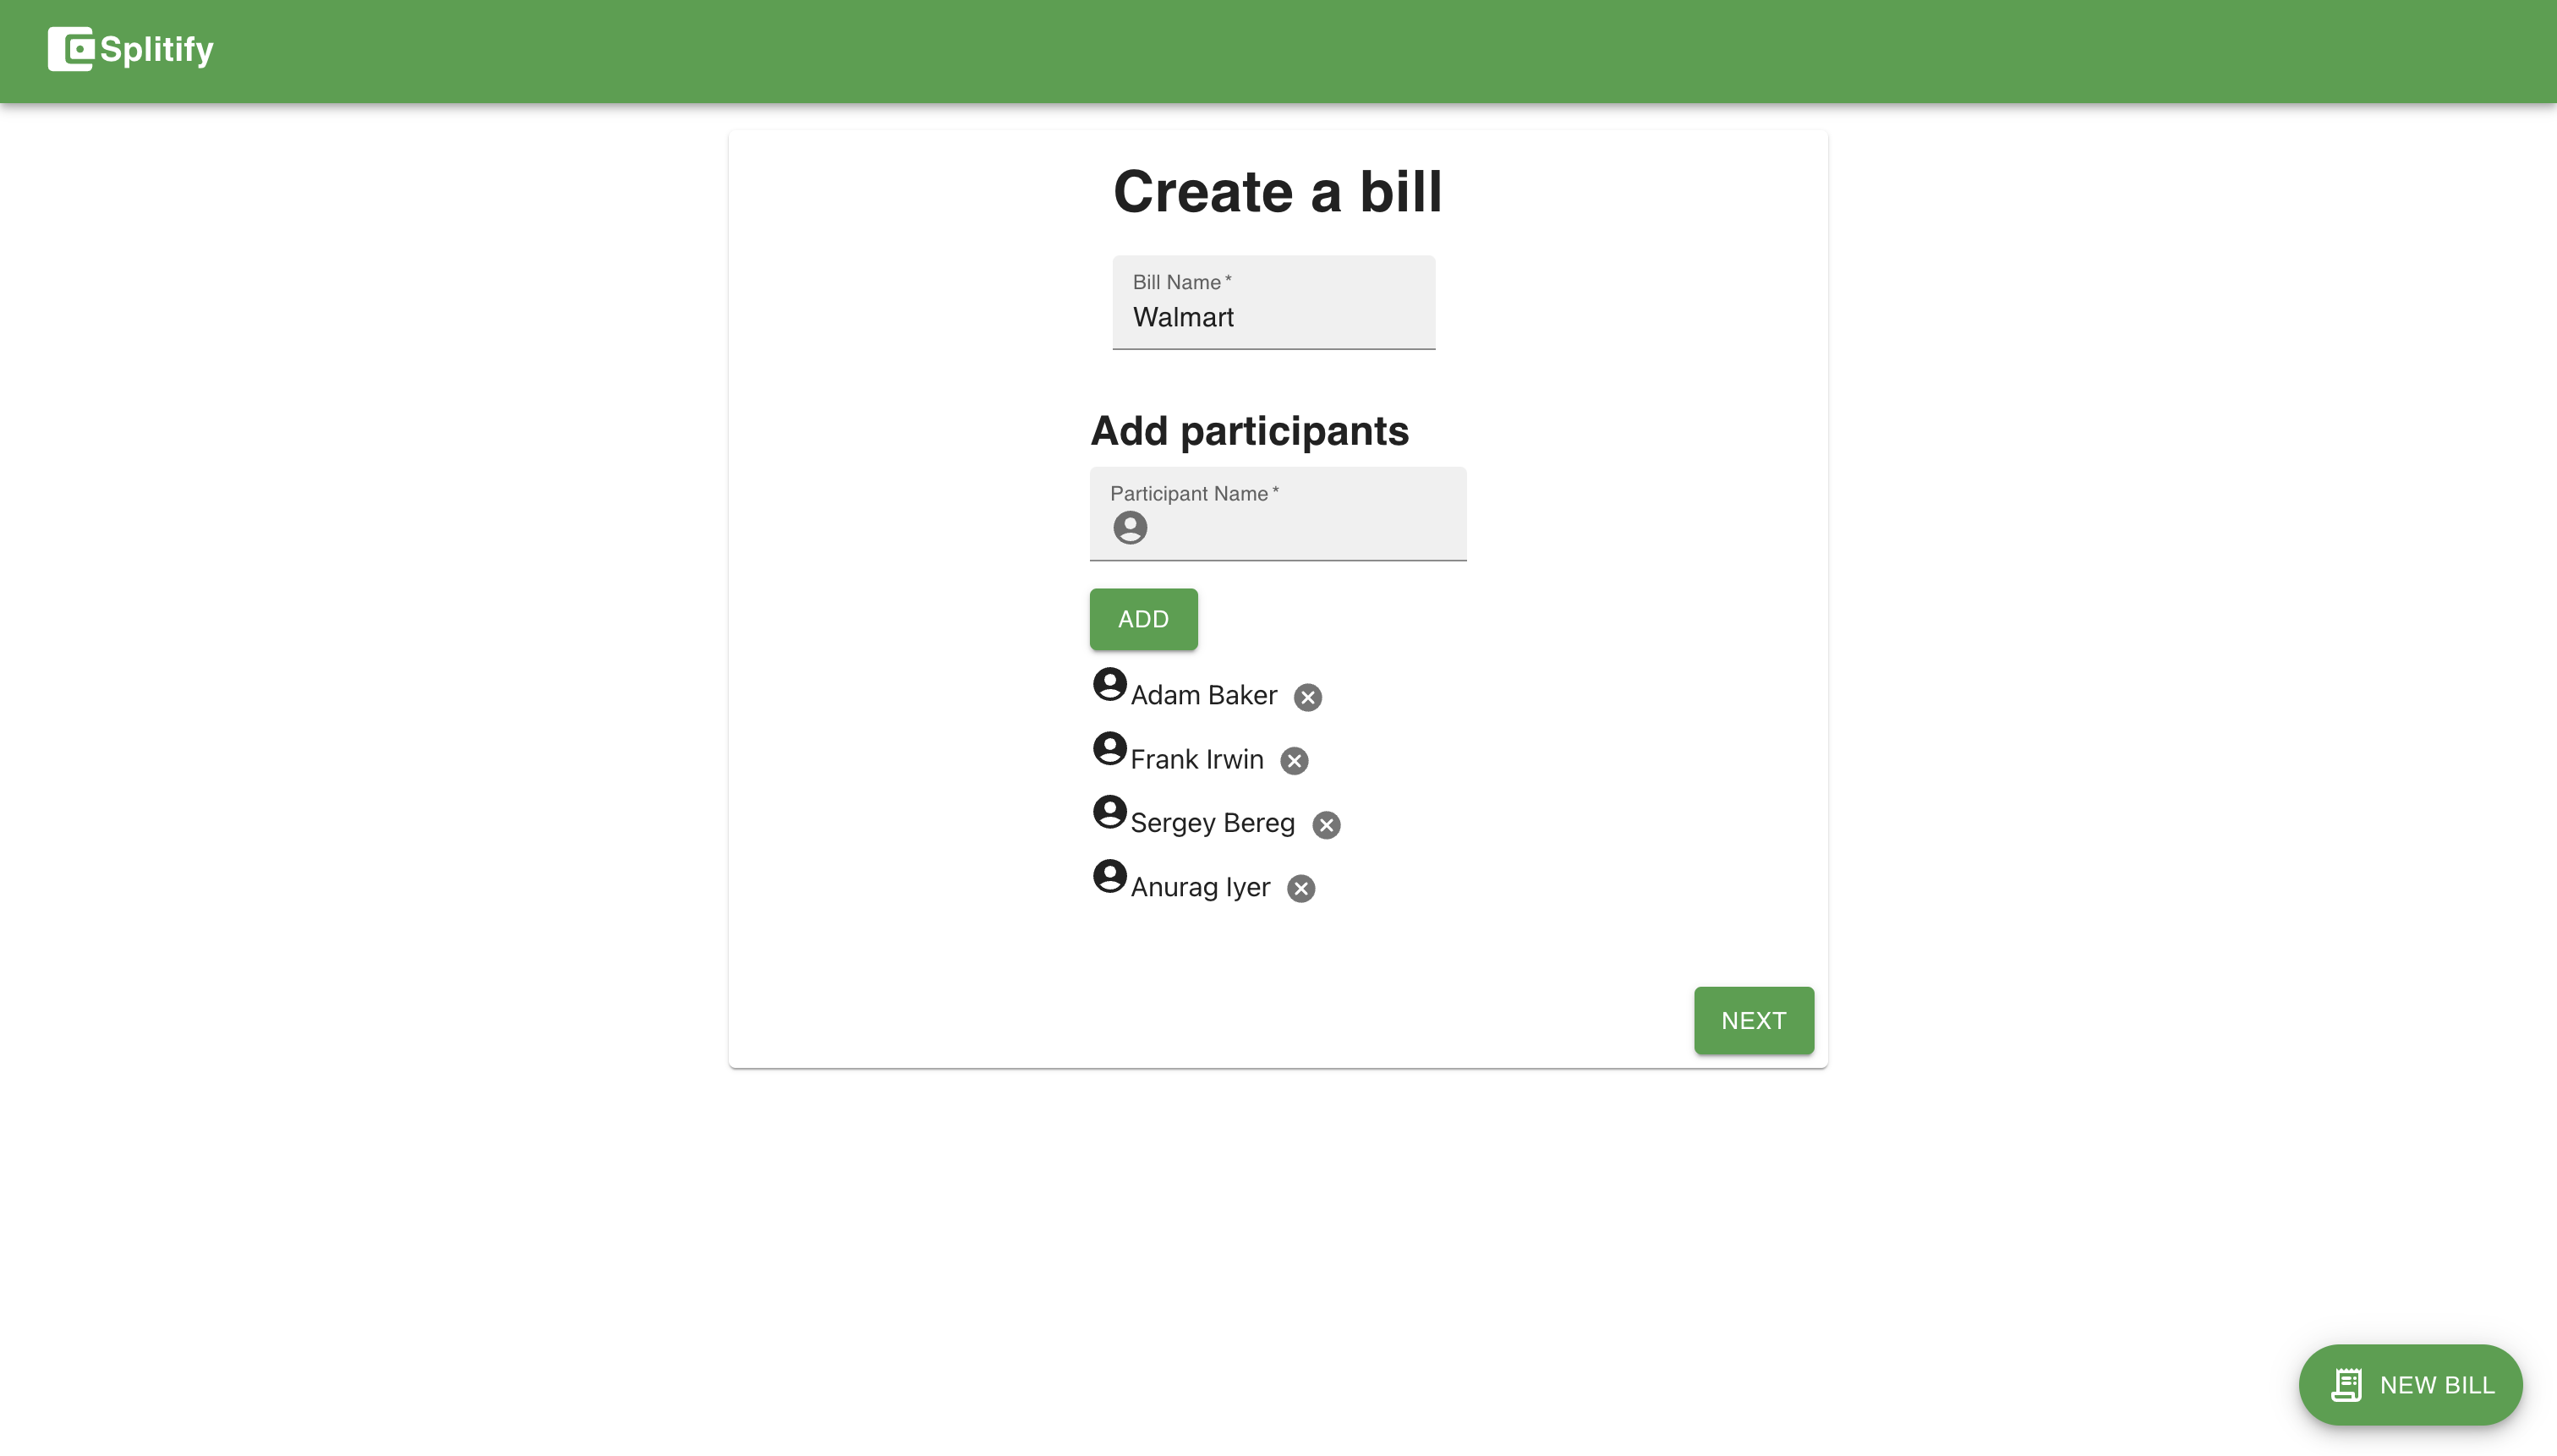 Splitify
Create a bill
Bill Name *
Walmart
Add participants
Participant Name *
ADD
Adam Baker
Frank Irwin
Sergey Bereg
Anurag Iyer
NEXT
NEW BILL